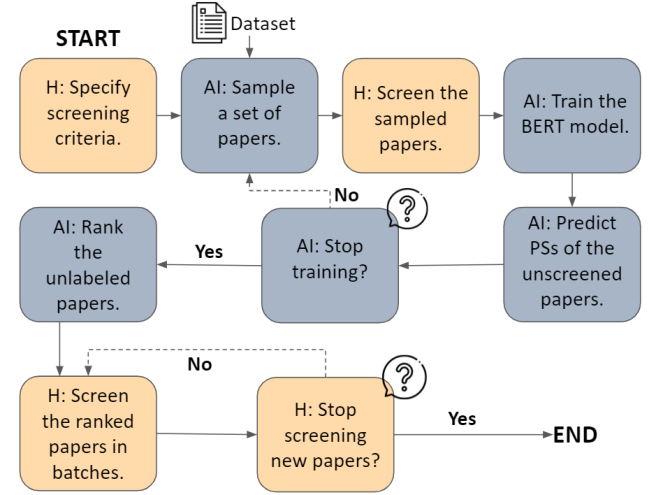 START
Dataset
H: Specify
screening
criteria.
AI: Sample
a set of
papers.
H: Screen the
sampled
papers.
AI: Train the
BERT model.
No
AI: Rank
the
unlabeled
papers.
Yes
AI: Stop
training?
?
AI: Predict
PSs of the
unscreened
papers.
No
H: Screen
the ranked
papers in
batches.
H: Stop
screening
new papers?
?
Yes
END